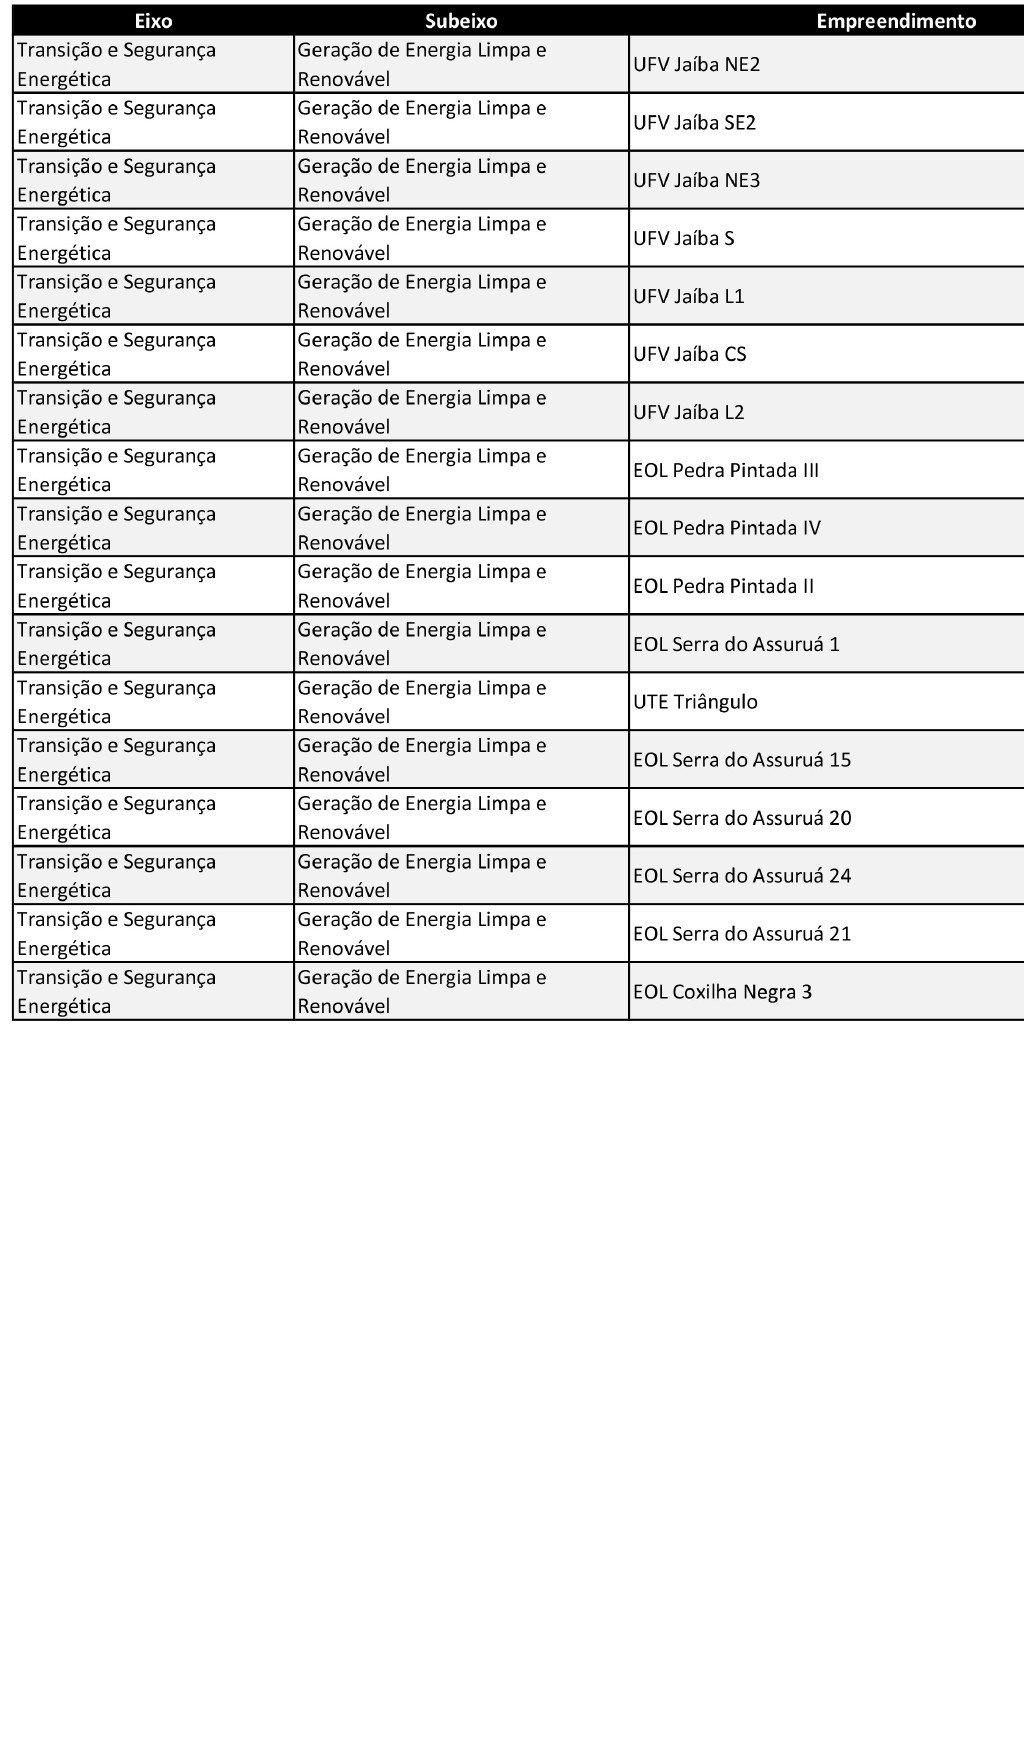 Eixo Subeixo Empreendimento
Transição e Segurança Energética Geração de Energia Limpa e Renovável UFV Jaíba NE2
Transição e Segurança Energética Geração de Energia Limpa e Renovável UFV Jaíba SE2
Transição e Segurança Energética Geração de Energia Limpa e Renovável UFV Jaíba NE3
Transição e Segurança Energética Geração de Energia Limpa e Renovável UFV Jaíba S
Transição e Segurança Energética Geração de Energia Limpa e Renovável UFV Jaíba L1
Transição e Segurança Energética Geração de Energia Limpa e Renovável UFV Jaíba CS
Transição e Segurança Energética Geração de Energia Limpa e Renovável UFV Jaíba L2
Transição e Segurança Energética Geração de Energia Limpa e Renovável EOL Pedra Pintada III
Transição e Segurança Energética Geração de Energia Limpa e Renovável EOL Pedra Pintada IV
Transição e Segurança Energética Geração de Energia Limpa e Renovável EOL Pedra Pintada II
Transição e Segurança Energética Geração de Energia Limpa e Renovável EOL Serra do Assuruá 1
Transição e Segurança Energética Geração de Energia Limpa e Renovável UTE Triângulo
Transição e Segurança Energética Geração de Energia Limpa e Renovável EOL Serra do Assuruá 15
Transição e Segurança Energética Geração de Energia Limpa e Renovável EOL Serra do Assuruá 20
Transição e Segurança Energética Geração de Energia Limpa e Renovável EOL Serra do Assuruá 24
Transição e Segurança Energética Geração de Energia Limpa e Renovável EOL Serra do Assuruá 21
Transição e Segurança Energética Geração de Energia Limpa e Renovável EOL Coxilha Negra 3